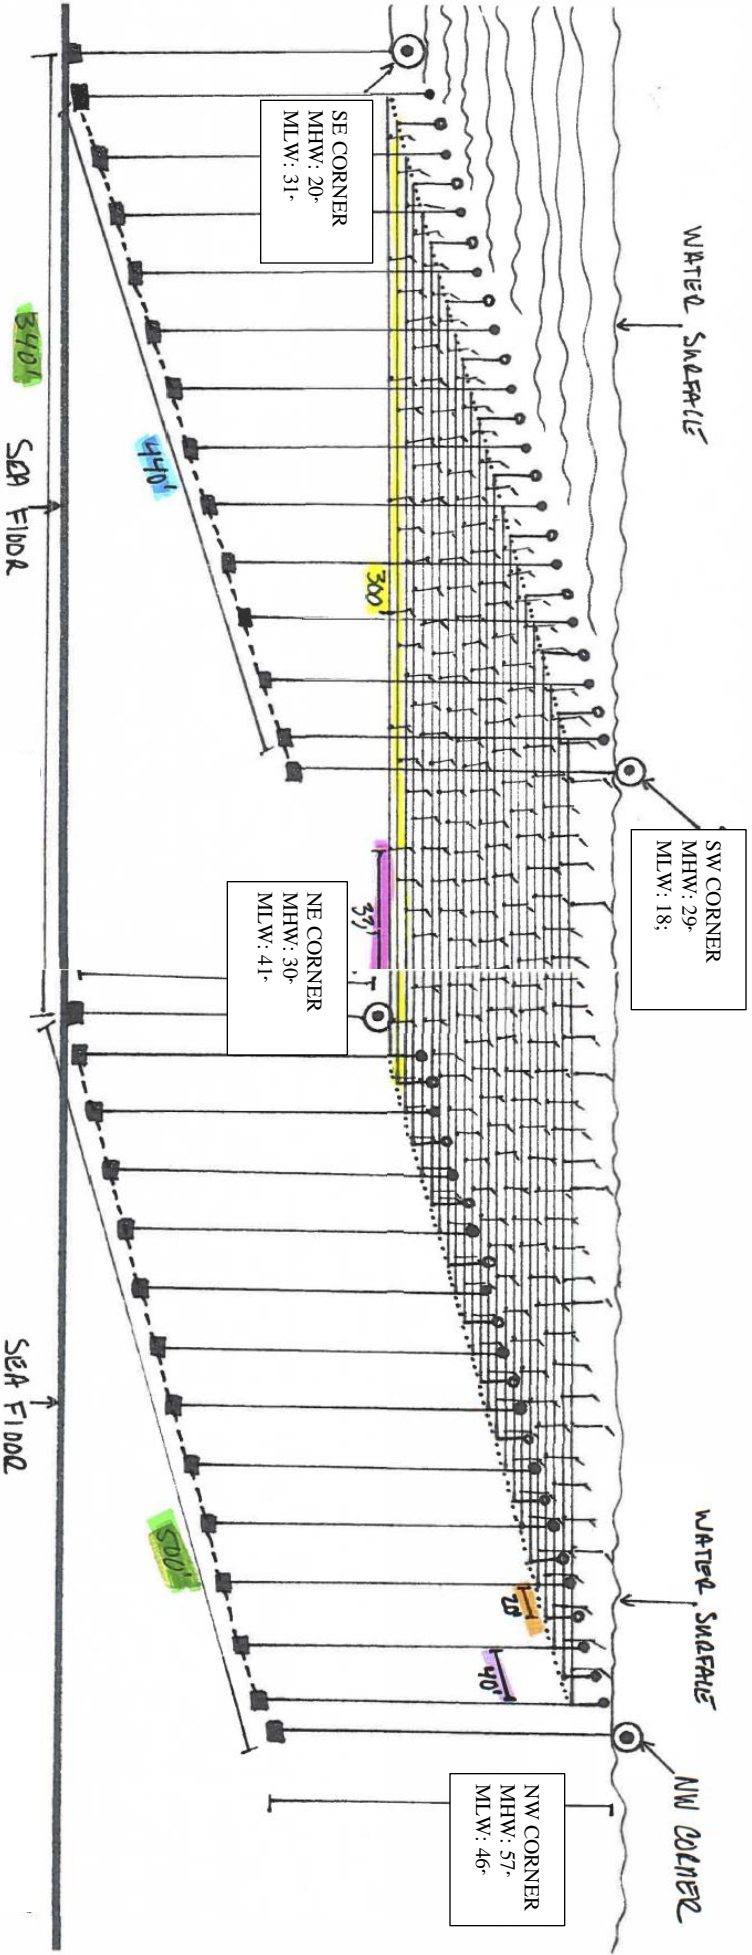 WATER SURFACE
SW CORNER
MHW: 29
MLW: 18;
WATER SURFACE
NW CORNER
NW CORNER
MHW: 57
MLW: 46
20'
40'
300'
SE CORNER
MHW: 20
MLW: 31
NE CORNER
MHW: 30
MLW: 41
440'
500'
340'
SEA FLOOR
SEA FLOOR